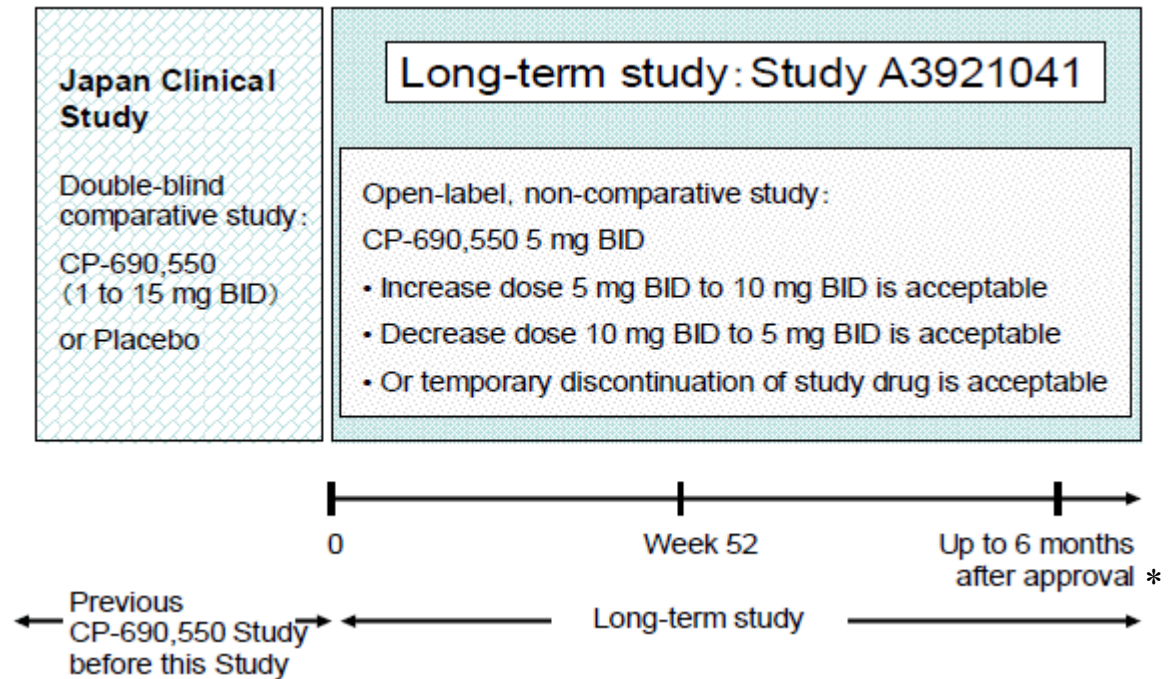 Japan Clinical
Study
Double-blind
comparative study:
CP-690,550
(1 to 15 mg BID)
or Placebo
Long-term study: Study A3921041
Open-label, non-comparative study:
CP-690,550 5 mg BID
• Increase dose 5 mg BID to 10 mg BID is acceptable
• Decrease dose 10 mg BID to 5 mg BID is acceptable
• Or temporary discontinuation of study drug is acceptable
0
Week 52
Up to 6 months
after approval *
Previous
CP-690,550 Study
before this Study
Long-term study